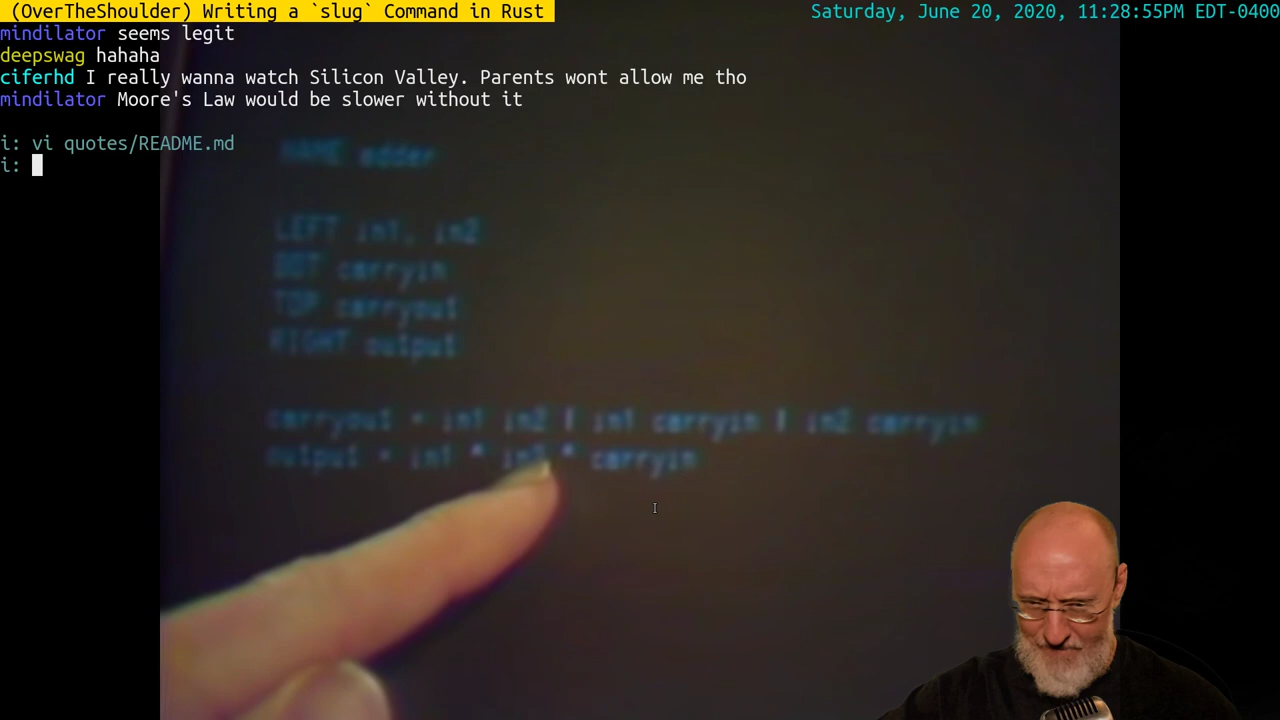 (OverTheShoulder) Writing a `slug` Command in Rust
Saturday, June 20, 2020, 11:28:55PM EDT-0400
mindilator seems legit
deepswag hahaha
ciferhd I really wanna watch Silicon Valley. Parents wont allow me tho
mindilator Moore's Law would be slower without it
i: vi quotes/README.md
i:
NAME adder
LEFT in1, in2
BOT carryin
TOP carryout
RIGHT output
carryout = in1 in2 | in1 carryin | in2 carryin
output = in1 ^ in2 ^ carryin